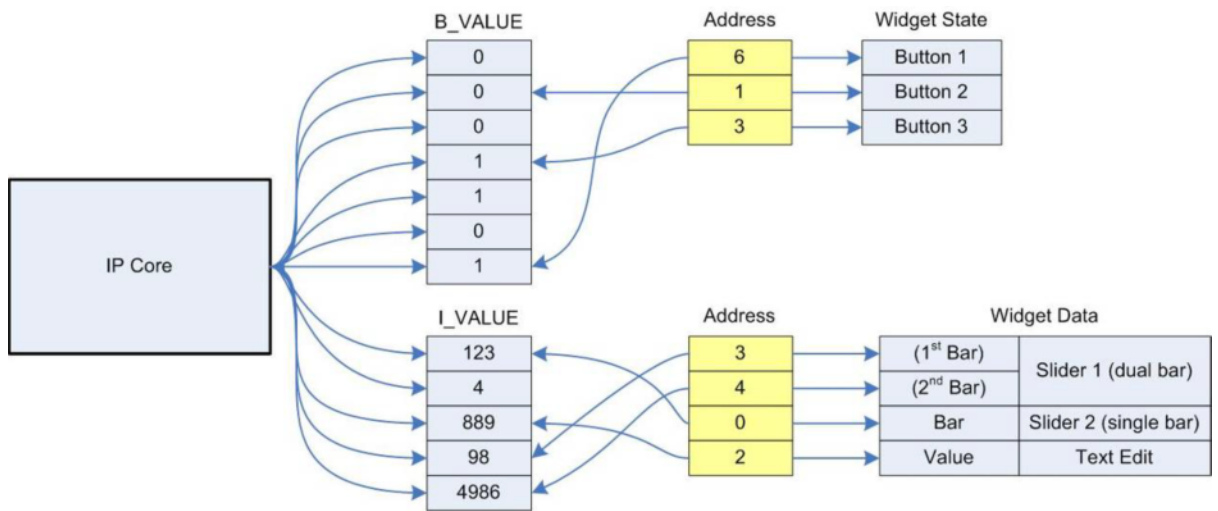 B_VALUE Address Widget State
0 6 Button 1
0 1 Button 2
0 3 Button 3
1
1
0
1
IP Core
I_VALUE Address Widget Data
123 3 (1st Bar) Slider 1 (dual bar)
4 4 (2nd Bar)
889 0 Bar Slider 2 (single bar)
98 2 Value Text Edit
4986